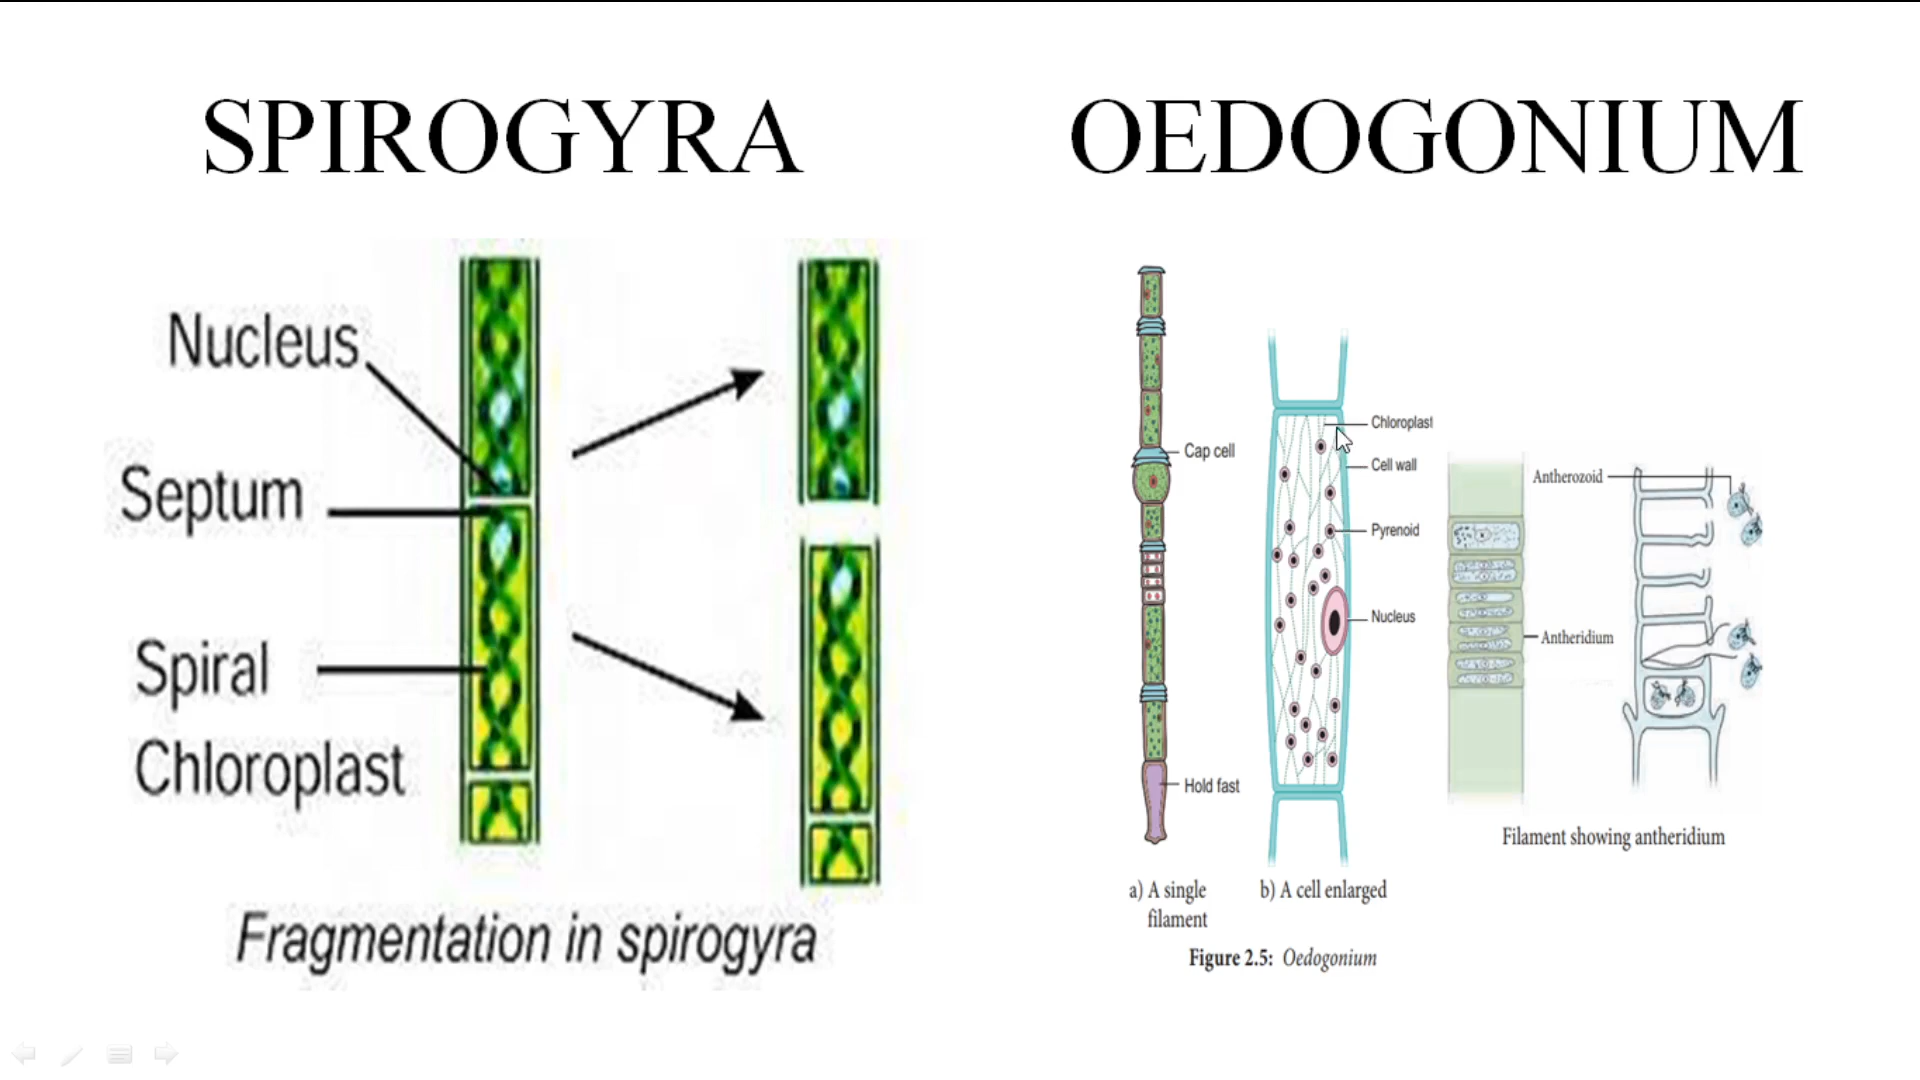 SPIROGYRA
OEDOGONIUM
Nucleus
Septum
Spiral
Chloroplast
Fragmentation in spirogyra
Cap cell
Hold fast
a) A single
filament
Chloroplast
Cell wall
Pyrenoid
Nucleus
b) A cell enlarged
Figure 2.5: Oedogonium
Antherozoid
Antheridium
Filament showing antheridium